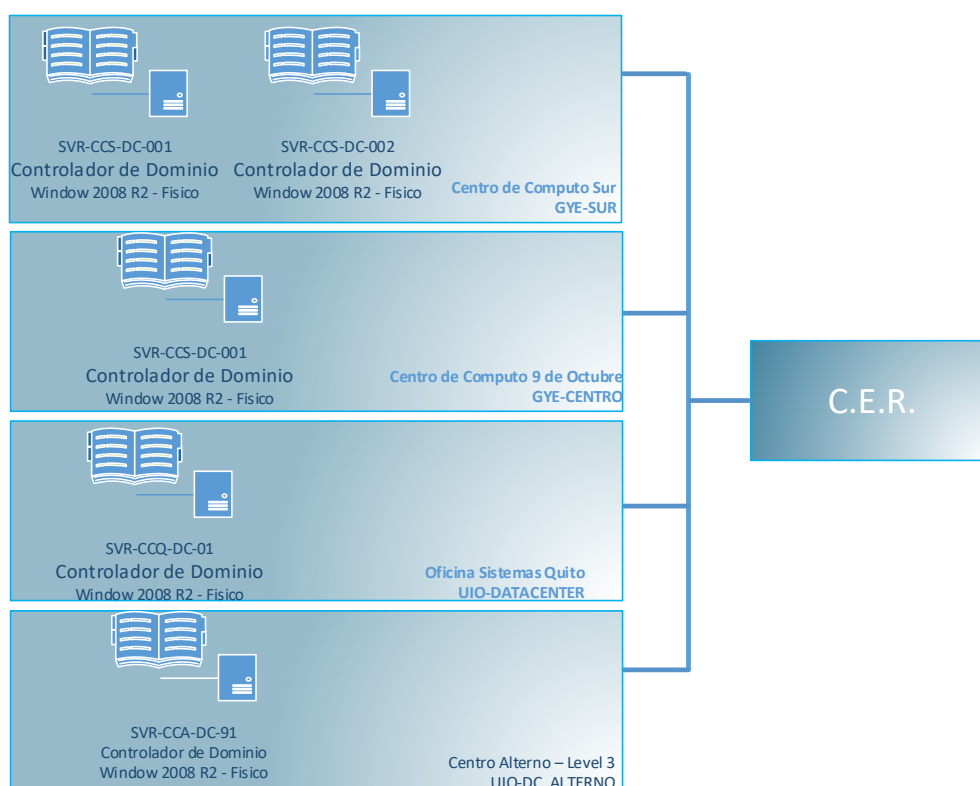 SVR-CCS-DC-001
Controlador de Dominio
Window 2008 R2 - Fisico
SVR-CCS-DC-002
Controlador de Dominio
Window 2008 R2 - Fisico
Centro de Computo Sur
GYE-SUR
SVR-CCS-DC-001
Controlador de Dominio
Window 2008 R2 - Fisico
Centro de Computo 9 de Octubre
GYE-CENTRO
C.E.R.
SVR-CCQ-DC-01
Controlador de Dominio
Window 2008 R2 - Fisico
Oficina Sistemas Quito
UIO-DATACENTER
SVR-CCA-DC-91
Controlador de Dominio
Window 2008 R2 - Fisico
Centro Alterno – Level 3
UIO-DC_ALTERNO